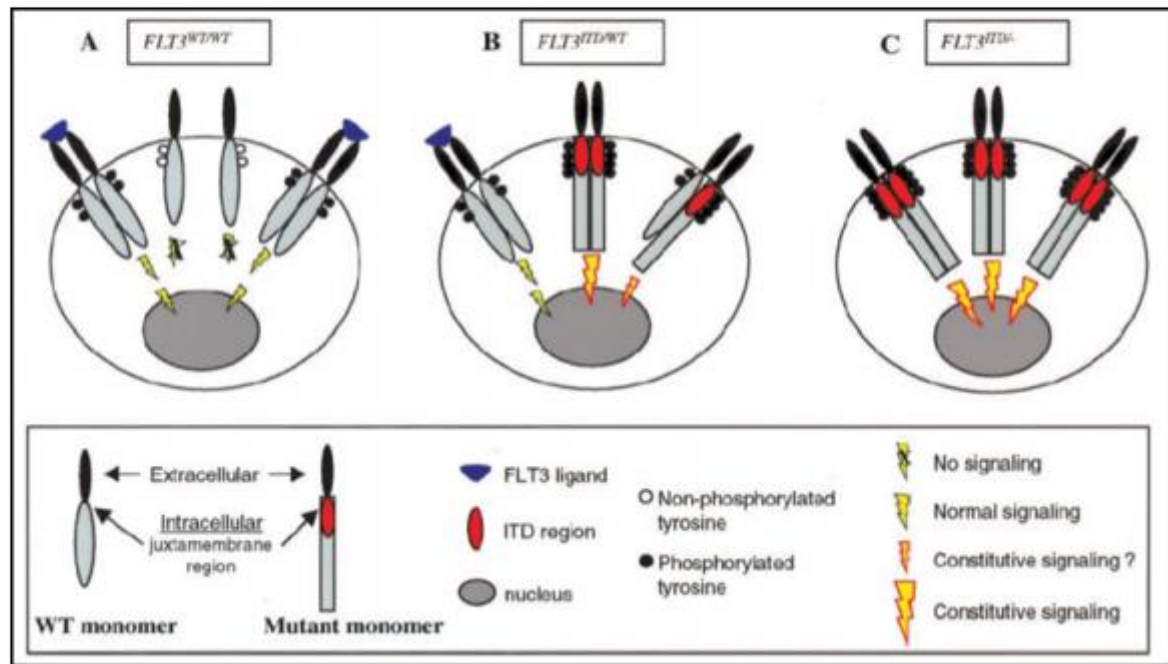 A
FLT3WT/WT
B
FLT3ITD/WT
C
FLT3ITD/-
Extracellular
Intracellular
juxtamembrane
region
WT monomer
Mutant monomer
FLT3 ligand
ITD region
nucleus
Non-phosphorylated
tyrosine
Phosphorylated
tyrosine
No signaling
Normal signaling
Constitutive signaling ?
Constitutive signaling